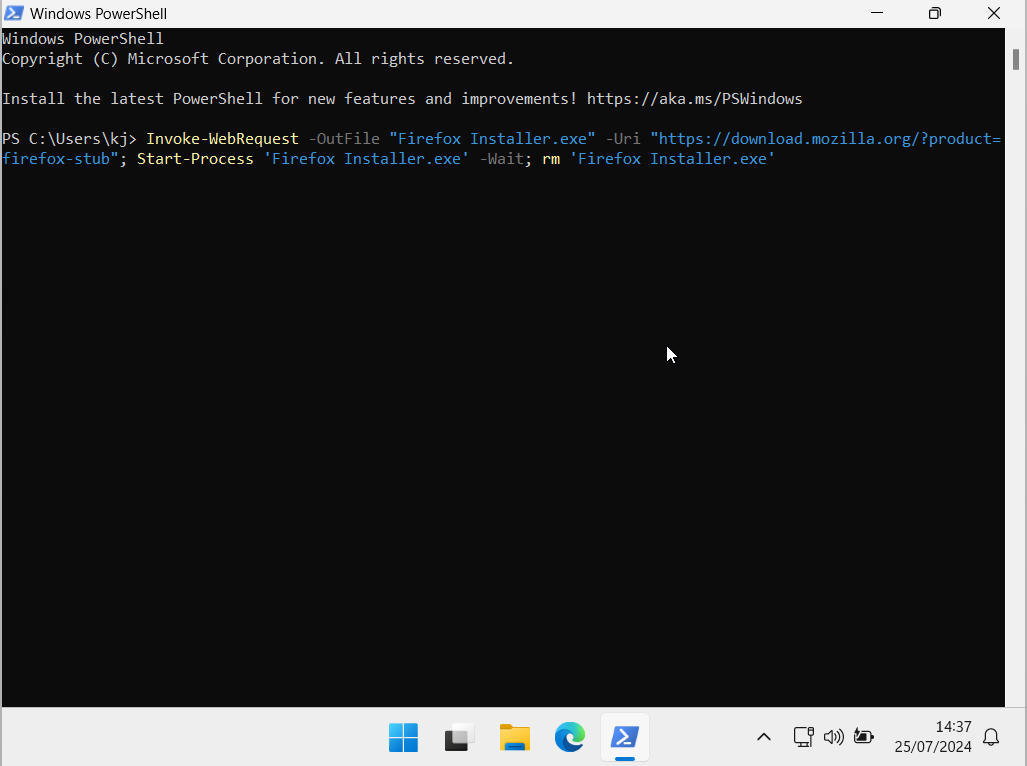 Windows PowerShell
Windows PowerShell
Copyright (C) Microsoft Corporation. All rights reserved.
Install the latest PowerShell for new features and improvements! https://aka.ms/PSWindows
PS C:\Users\kj> Invoke-WebRequest -OutFile "Firefox Installer.exe" -Uri "https://download.mozilla.org/?product=
firefox-stub"; Start-Process 'Firefox Installer.exe' -Wait; rm 'Firefox Installer.exe'
14:37
25/07/2024